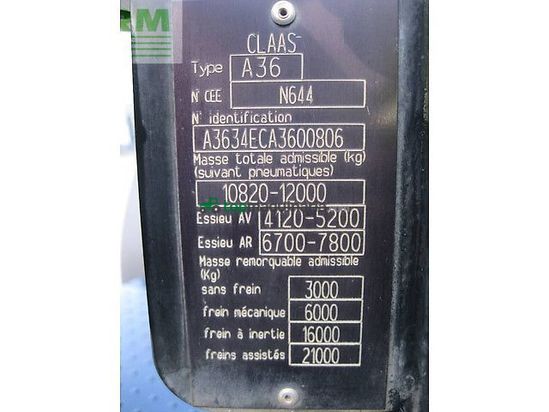 RM
CLAAS
Type A36
N° CEE N644
N° identification
A3634ECA3600806
Masse totale admissible (kg)
(suivant pneumatiques)
10820-12000
Essieu AV 4120-5200
Essieu AR 6700-7800
Masse remorquable admissible
(Kg)
sans frein 3000
frein mécanique 6000
frein à inertie 16000
freins assistés 21000